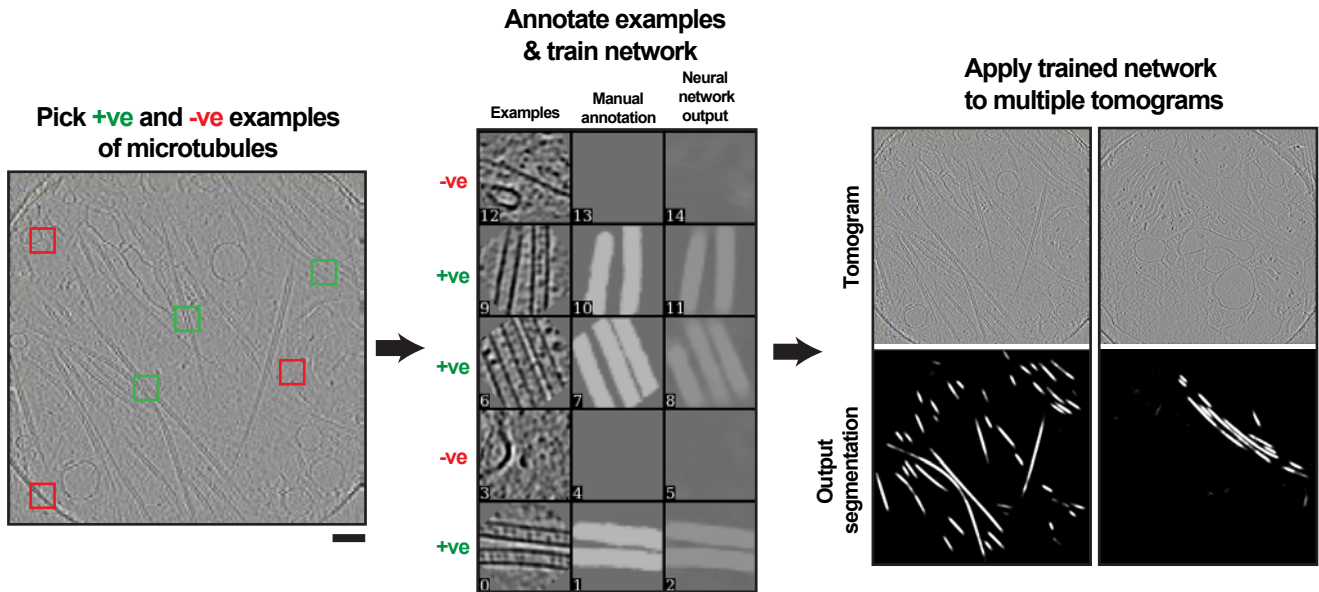 Pick +ve and -ve examples
of microtubules
Annotate examples
& train network
Examples
Manual
annotation
Neural
network
output
-ve
12
13
14
+ve
9
10
11
+ve
6
7
8
-ve
3
4
5
+ve
0
1
2
Apply trained network
to multiple tomograms
Tomogram
Output
segmentation